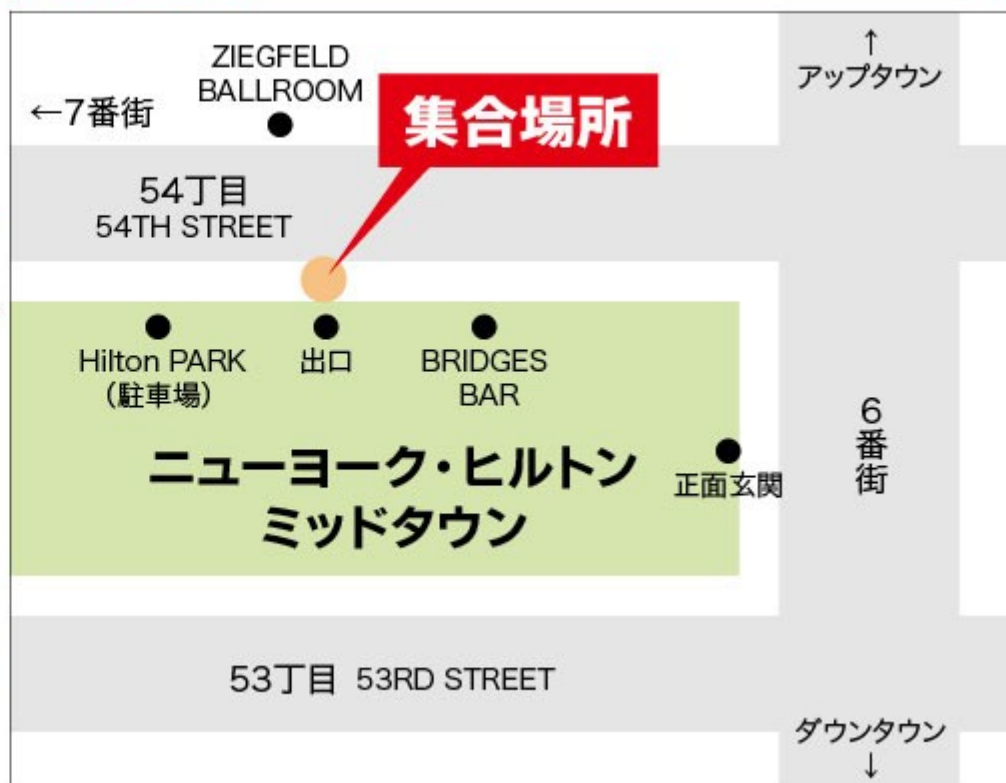 ZIEGFELD
BALLROOM
↑
アップタウン
←7番街
集合場所
54丁目
54TH STREET
Hilton PARK
（駐車場）
出口
BRIDGES
BAR
6
番
街
ニューヨーク・ヒルトン
ミッドタウン
正面玄関
53丁目 53RD STREET
ダウンタウン
↓